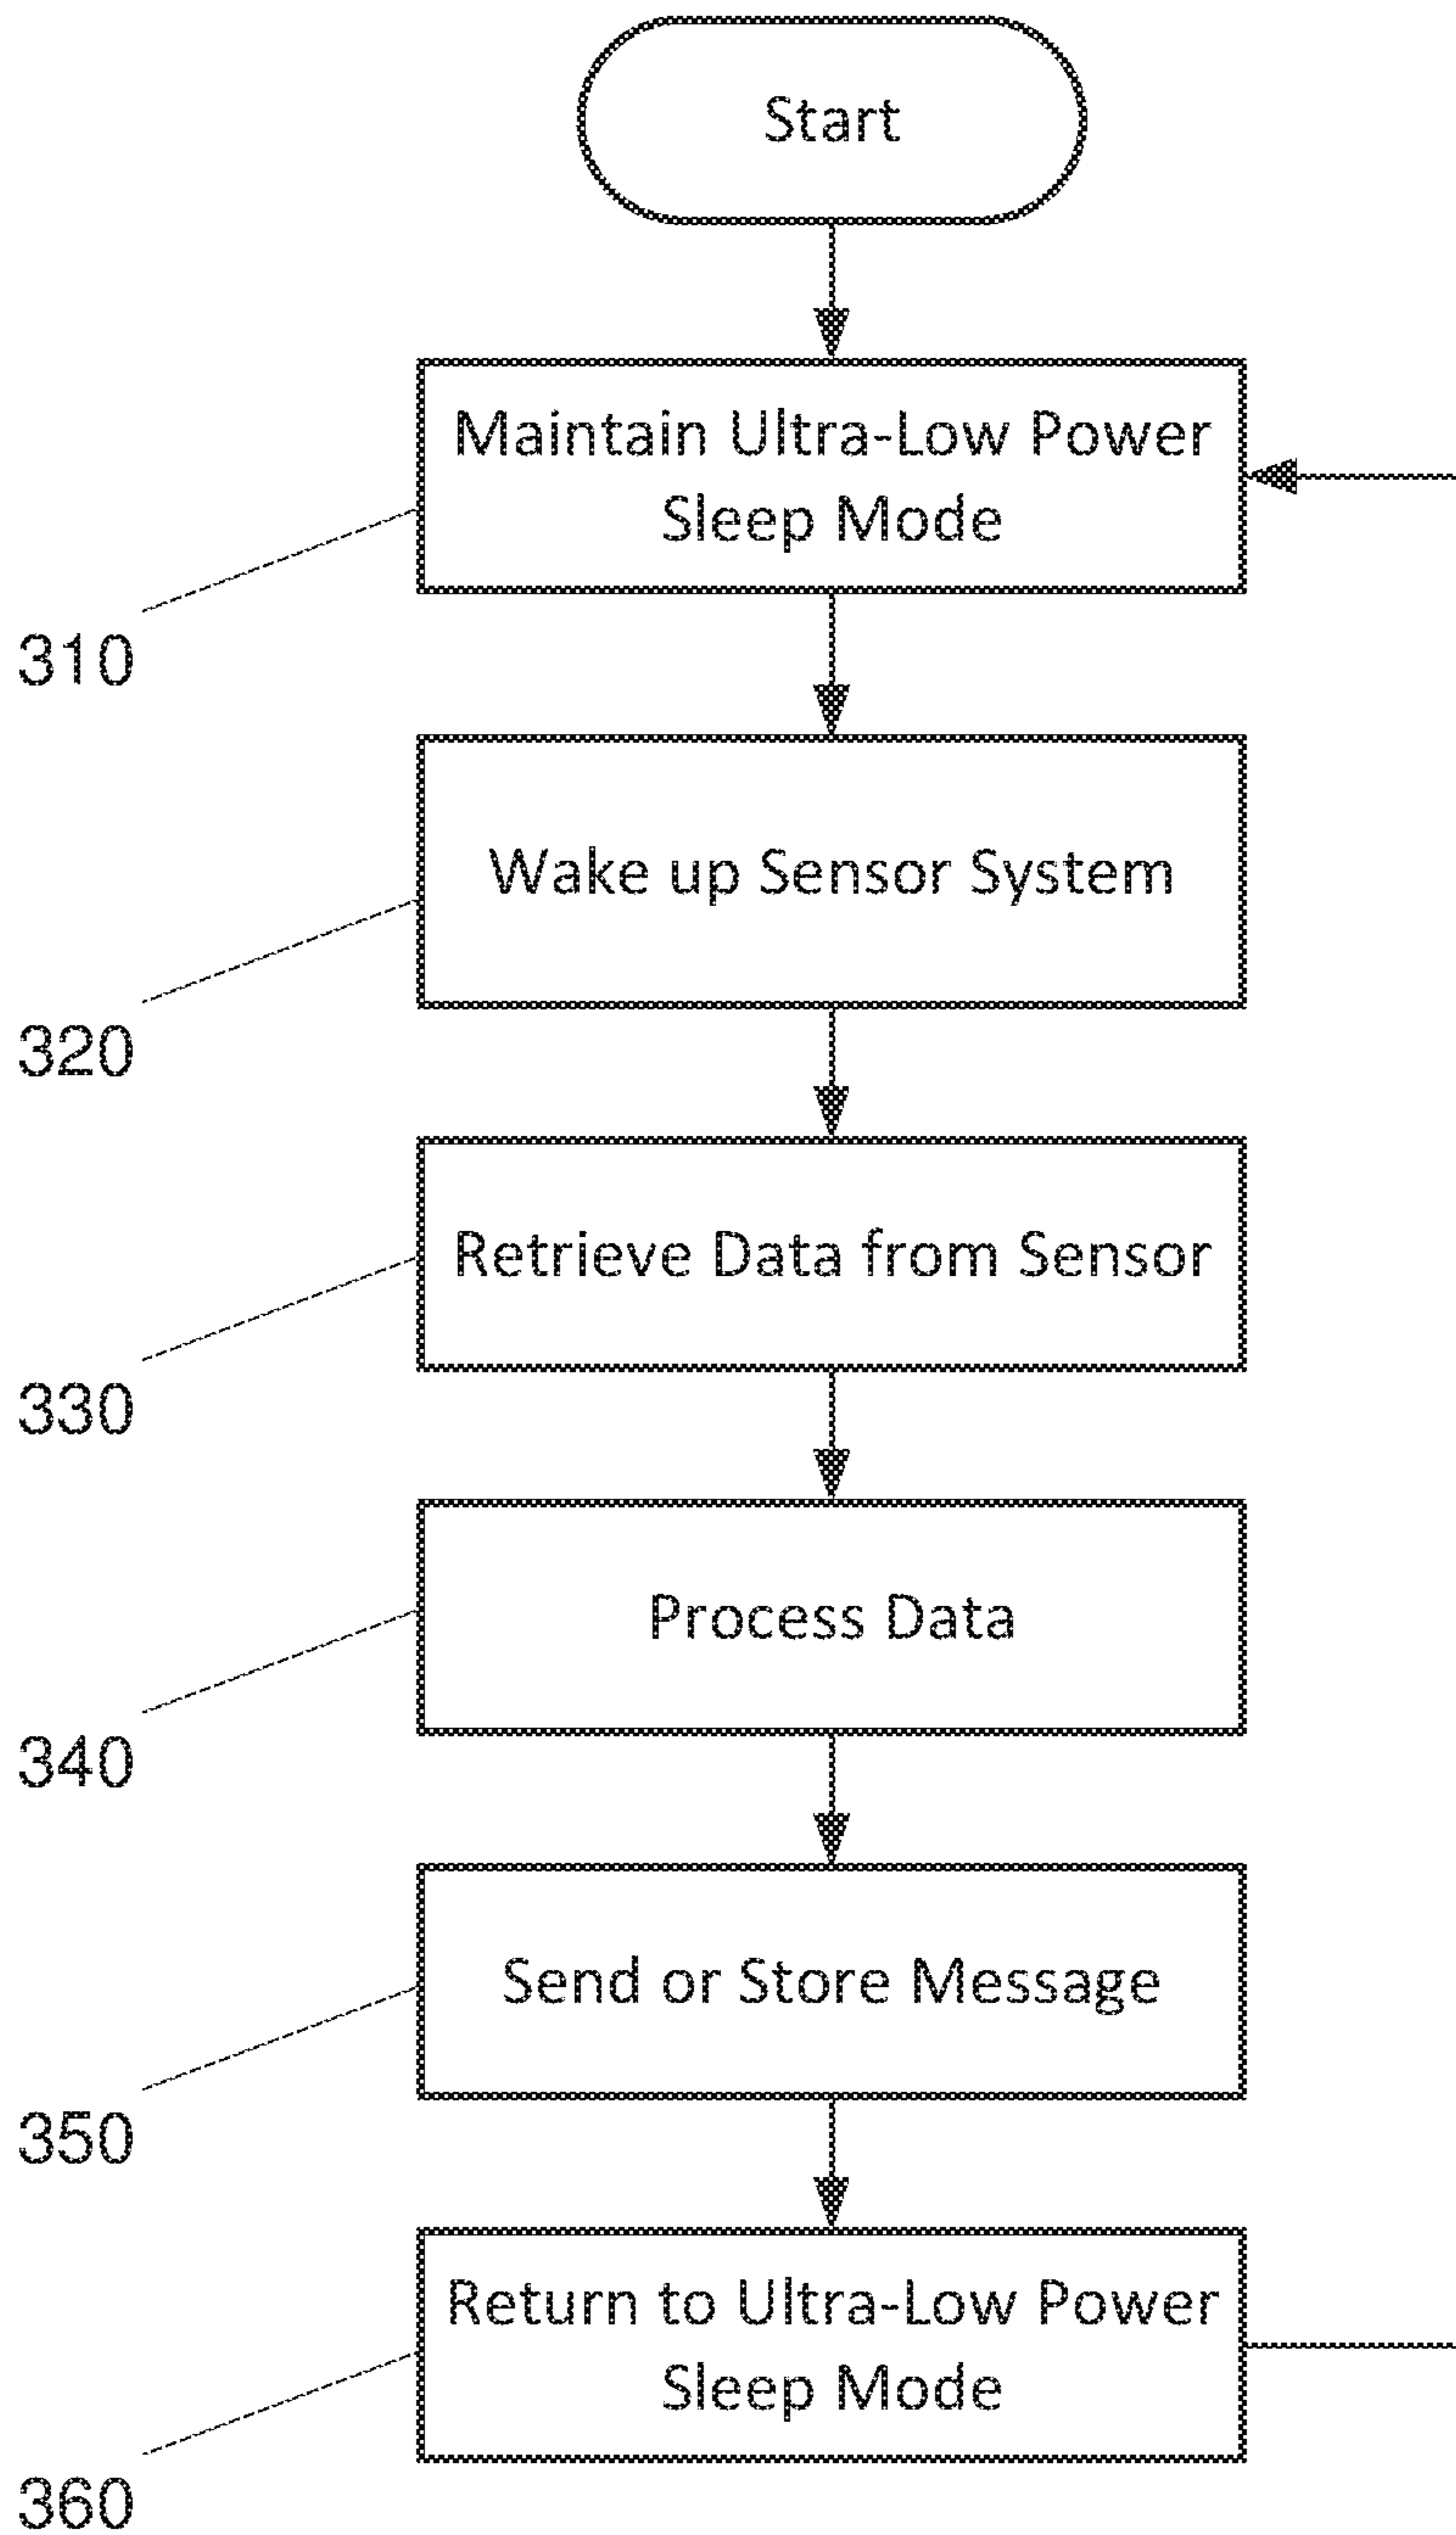 Start
Maintain Ultra-Low Power
Sleep Mode
310
Wake up Sensor System
320
Retrieve Data from Sensor
330
Process Data
340
Send or Store Message
350
Return to Ultra-Low Power
Sleep Mode
360